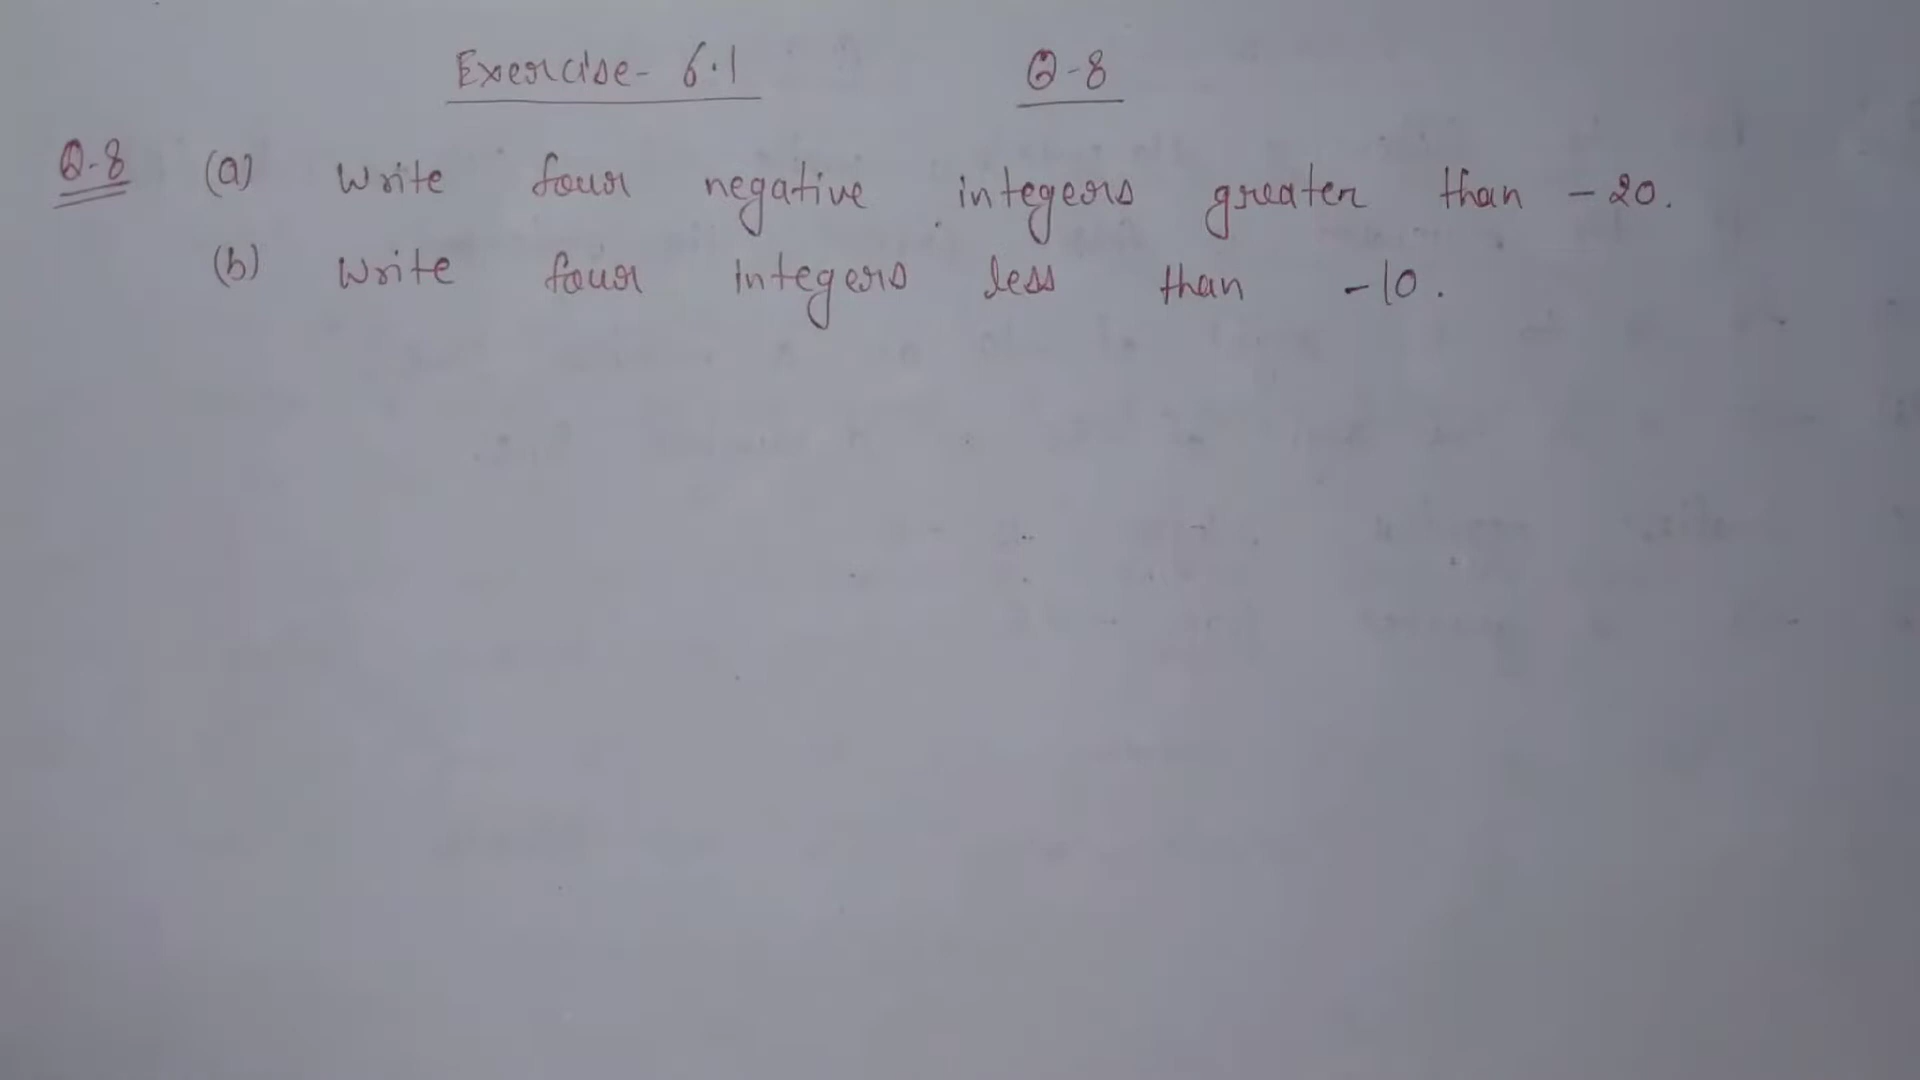 Exercise- 6.1 Q-8
Q-8 (a) Write four negative integers greater than -20.
(b) Write four integers less than -10.